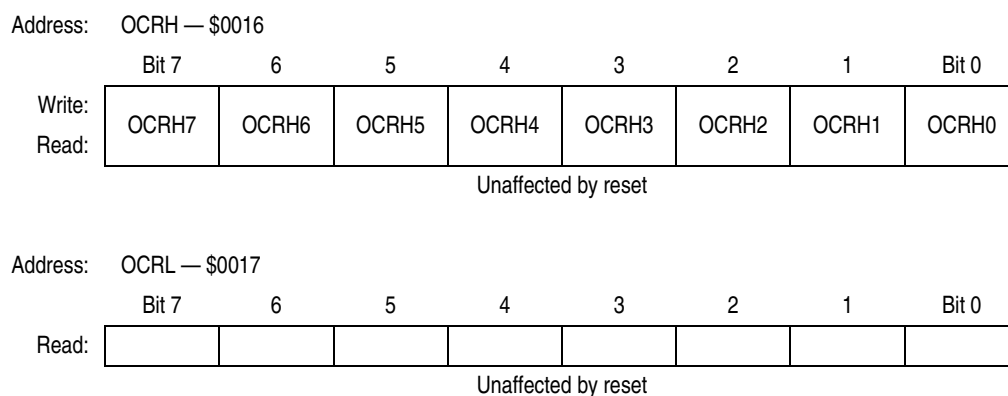 Address: OCRH — $0016
Bit 7 6 5 4 3 2 1 Bit 0
Write:
OCRH7 OCRH6 OCRH5 OCRH4 OCRH3 OCRH2 OCRH1 OCRH0
Read:
Unaffected by reset
Address: OCRL — $0017
Bit 7 6 5 4 3 2 1 Bit 0
Read:
Unaffected by reset